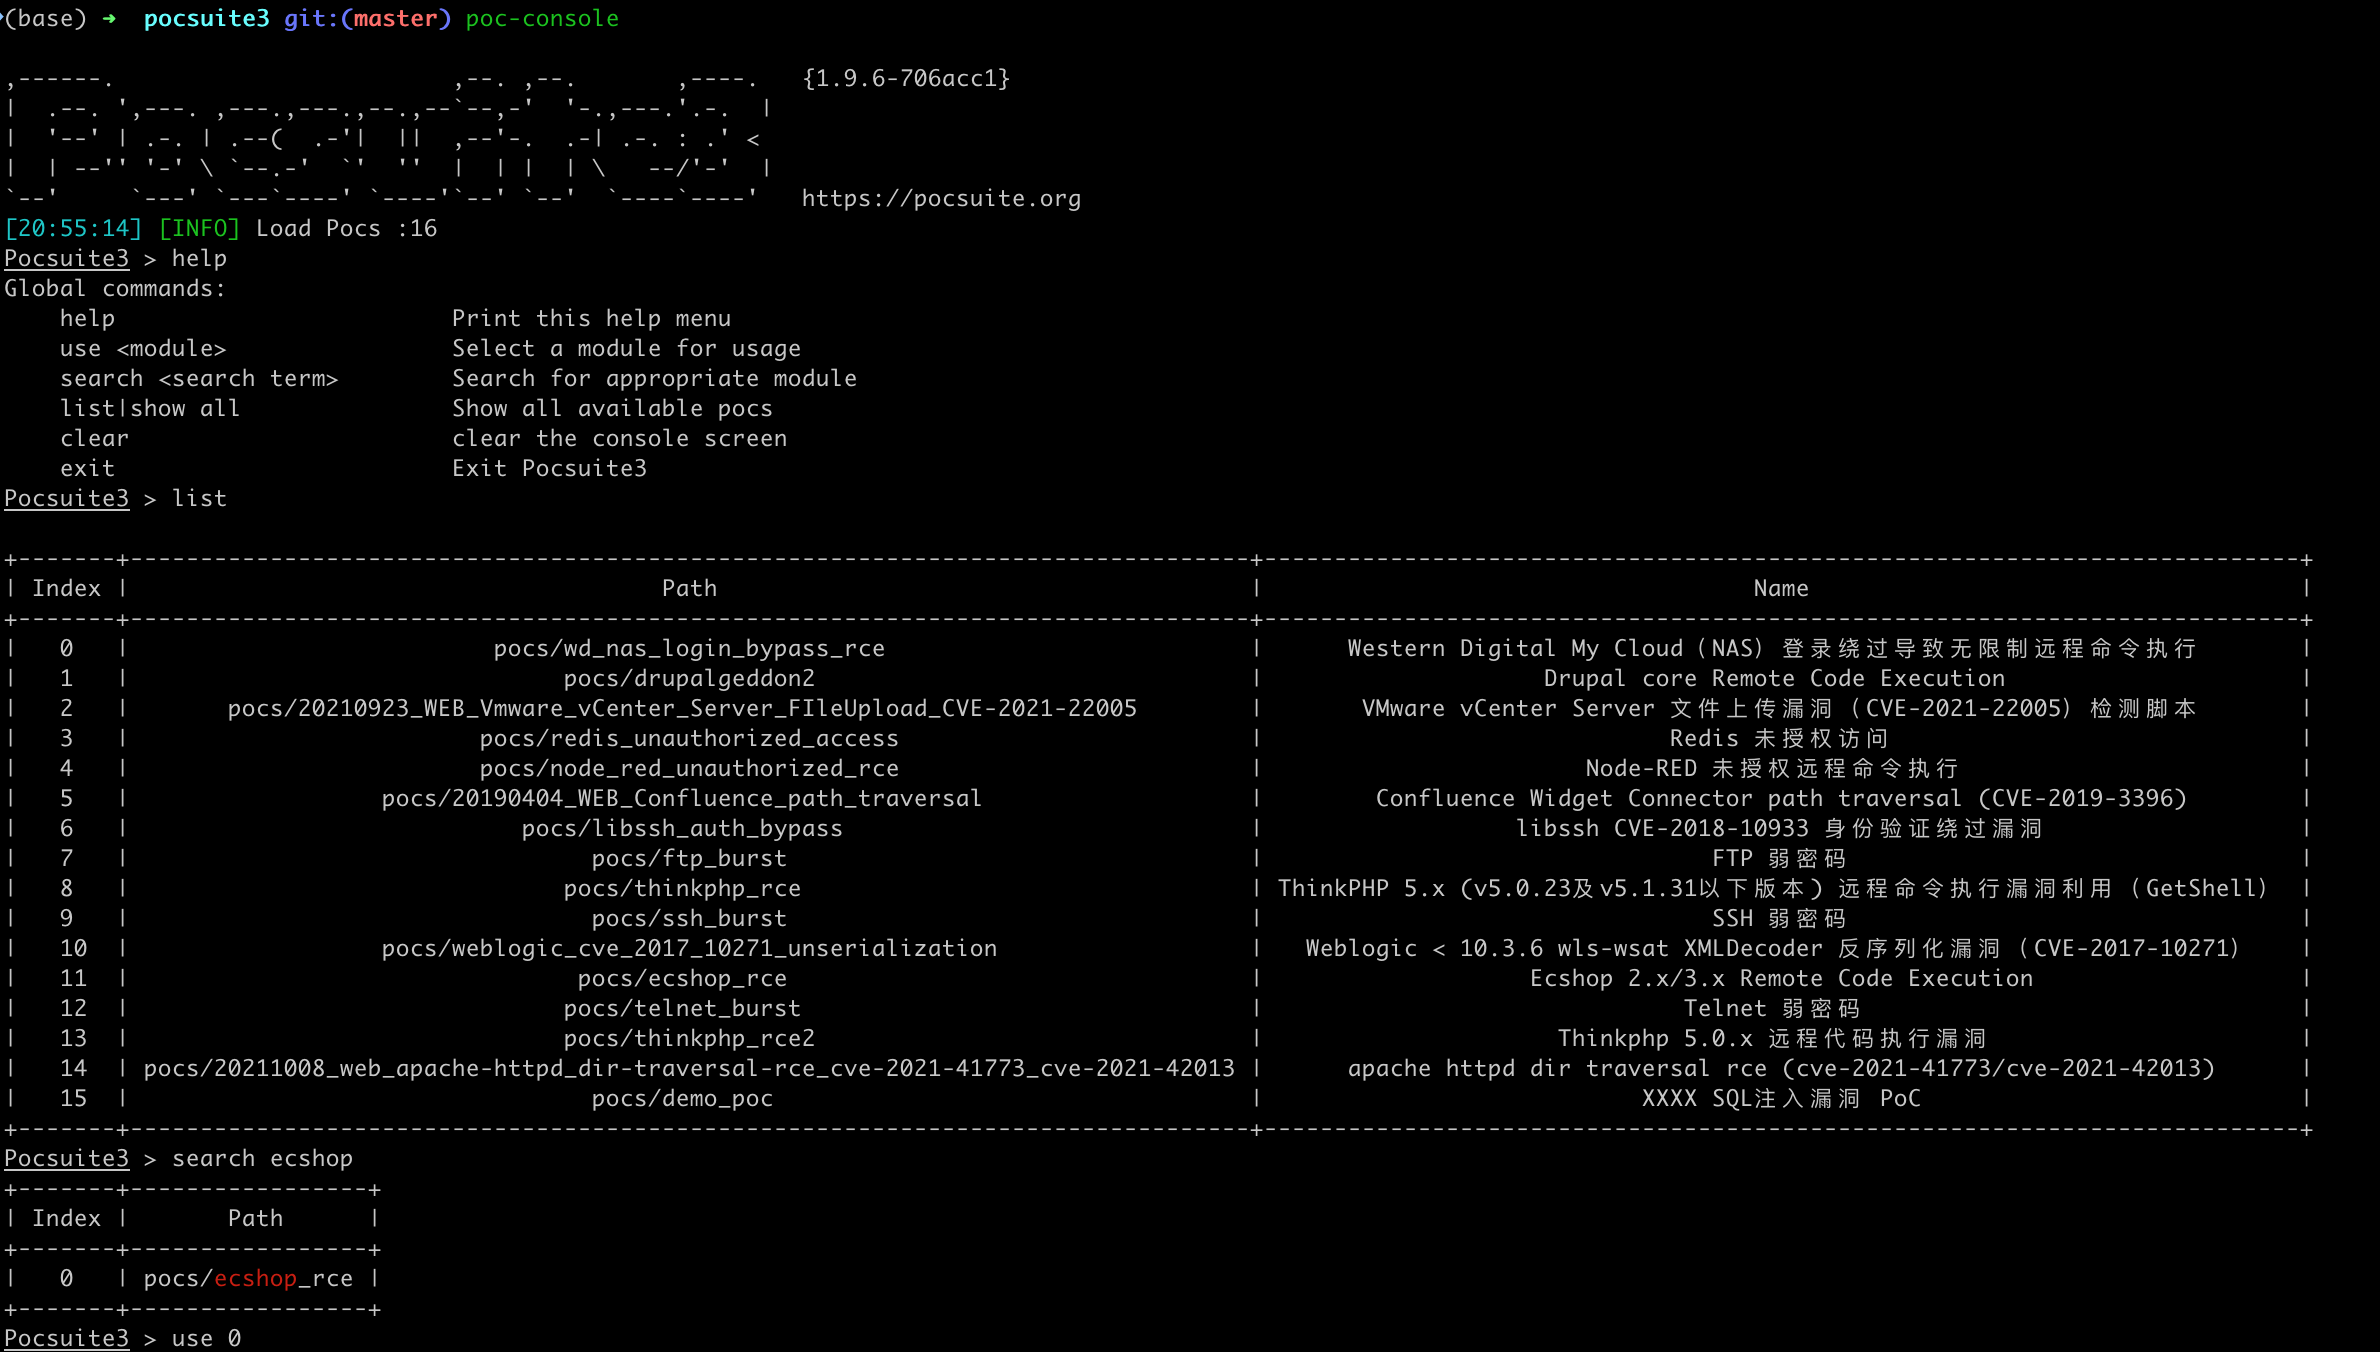 (base) ➜  pocsuite3 git:(master) poc-console

,------.                        ,--. ,--.       ,----.   {1.9.6-706acc1}
|  .--. ',---. ,---.,---.,--.,--`--,-'  '-.,---.'.-.  |
|  '--' | .-. | .--(  .-'|  ||  ,--'-.  .-| .-. : .' <
|  | --'' '-' \ `--.-'  `'  ''  |  | |  | \   --/'-'  |
`--'     `---' `---`----' `----'`--' `--'  `----`----'   https://pocsuite.org
[20:55:14] [INFO] Load Pocs :16
Pocsuite3 > help
Global commands:
    help                        Print this help menu
    use <module>                Select a module for usage
    search <search term>        Search for appropriate module
    list|show all               Show all available pocs
    clear                       clear the console screen
    exit                        Exit Pocsuite3
Pocsuite3 > list

| Index | Path | Name |
| 0 | pocs/wd_nas_login_bypass_rce | Western Digital My Cloud（NAS）登录绕过导致无限制远程命令执行 |
| 1 | pocs/drupalgeddon2 | Drupal core Remote Code Execution |
| 2 | pocs/20210923_WEB_Vmware_vCenter_Server_FIleUpload_CVE-2021-22005 | VMware vCenter Server 文件上传漏洞（CVE-2021-22005）检测脚本 |
| 3 | pocs/redis_unauthorized_access | Redis 未授权访问 |
| 4 | pocs/node_red_unauthorized_rce | Node-RED 未授权远程命令执行 |
| 5 | pocs/20190404_WEB_Confluence_path_traversal | Confluence Widget Connector path traversal (CVE-2019-3396) |
| 6 | pocs/libssh_auth_bypass | libssh CVE-2018-10933 身份验证绕过漏洞 |
| 7 | pocs/ftp_burst | FTP 弱密码 |
| 8 | pocs/thinkphp_rce | ThinkPHP 5.x (v5.0.23及v5.1.31以下版本) 远程命令执行漏洞利用（GetShell） |
| 9 | pocs/ssh_burst | SSH 弱密码 |
| 10 | pocs/weblogic_cve_2017_10271_unserialization | Weblogic < 10.3.6 wls-wsat XMLDecoder 反序列化漏洞（CVE-2017-10271） |
| 11 | pocs/ecshop_rce | Ecshop 2.x/3.x Remote Code Execution |
| 12 | pocs/telnet_burst | Telnet 弱密码 |
| 13 | pocs/thinkphp_rce2 | Thinkphp 5.0.x 远程代码执行漏洞 |
| 14 | pocs/20211008_web_apache-httpd_dir-traversal-rce_cve-2021-41773_cve-2021-42013 | apache httpd dir traversal rce (cve-2021-41773/cve-2021-42013) |
| 15 | pocs/demo_poc | XXXX SQL注入漏洞 PoC |
Pocsuite3 > search ecshop
+-------+-----------------+
| Index |       Path      |
+-------+-----------------+
|   0   | pocs/ecshop_rce |
+-------+-----------------+
Pocsuite3 > use 0